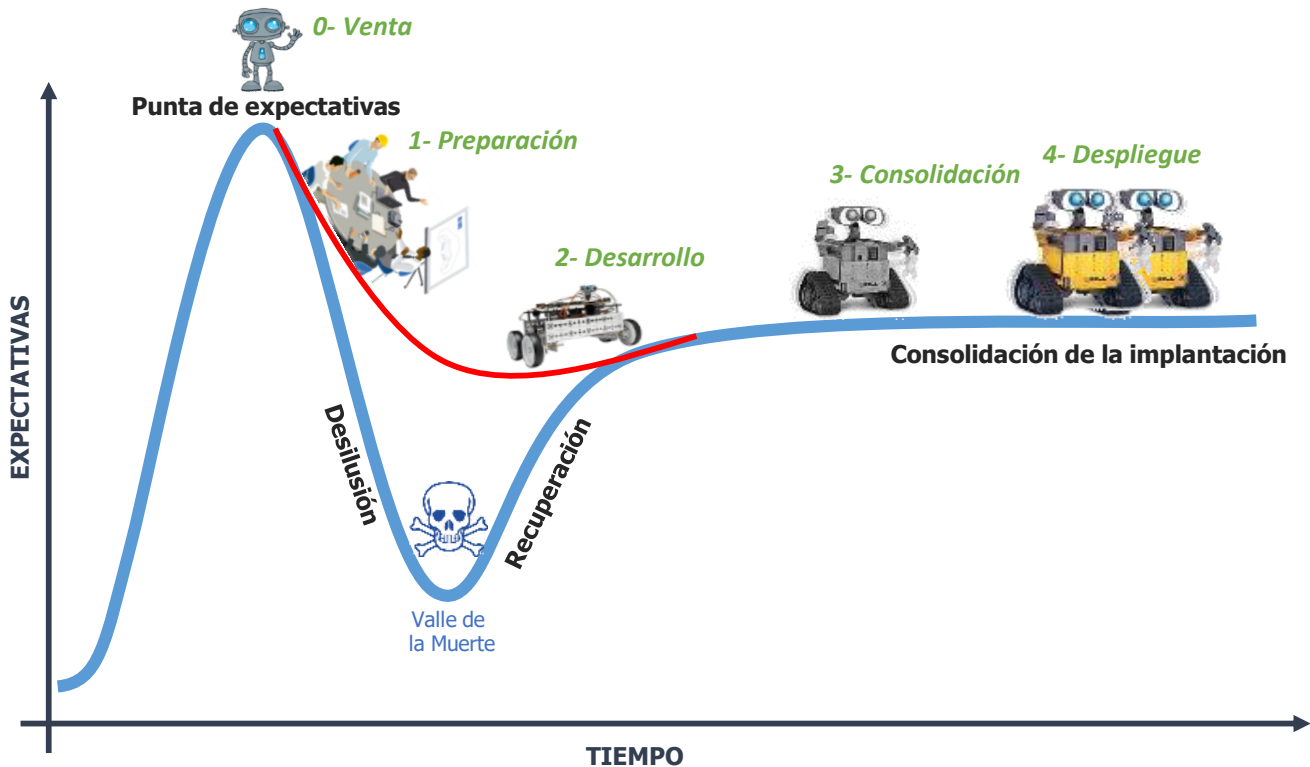 0- Venta
Punta de expectativas
1- Preparación
2- Desarrollo
3- Consolidación
4- Despliegue
Consolidación de la implantación
EXPECTATIVAS
Desilusión
Recuperación
Valle de
la Muerte
TIEMPO